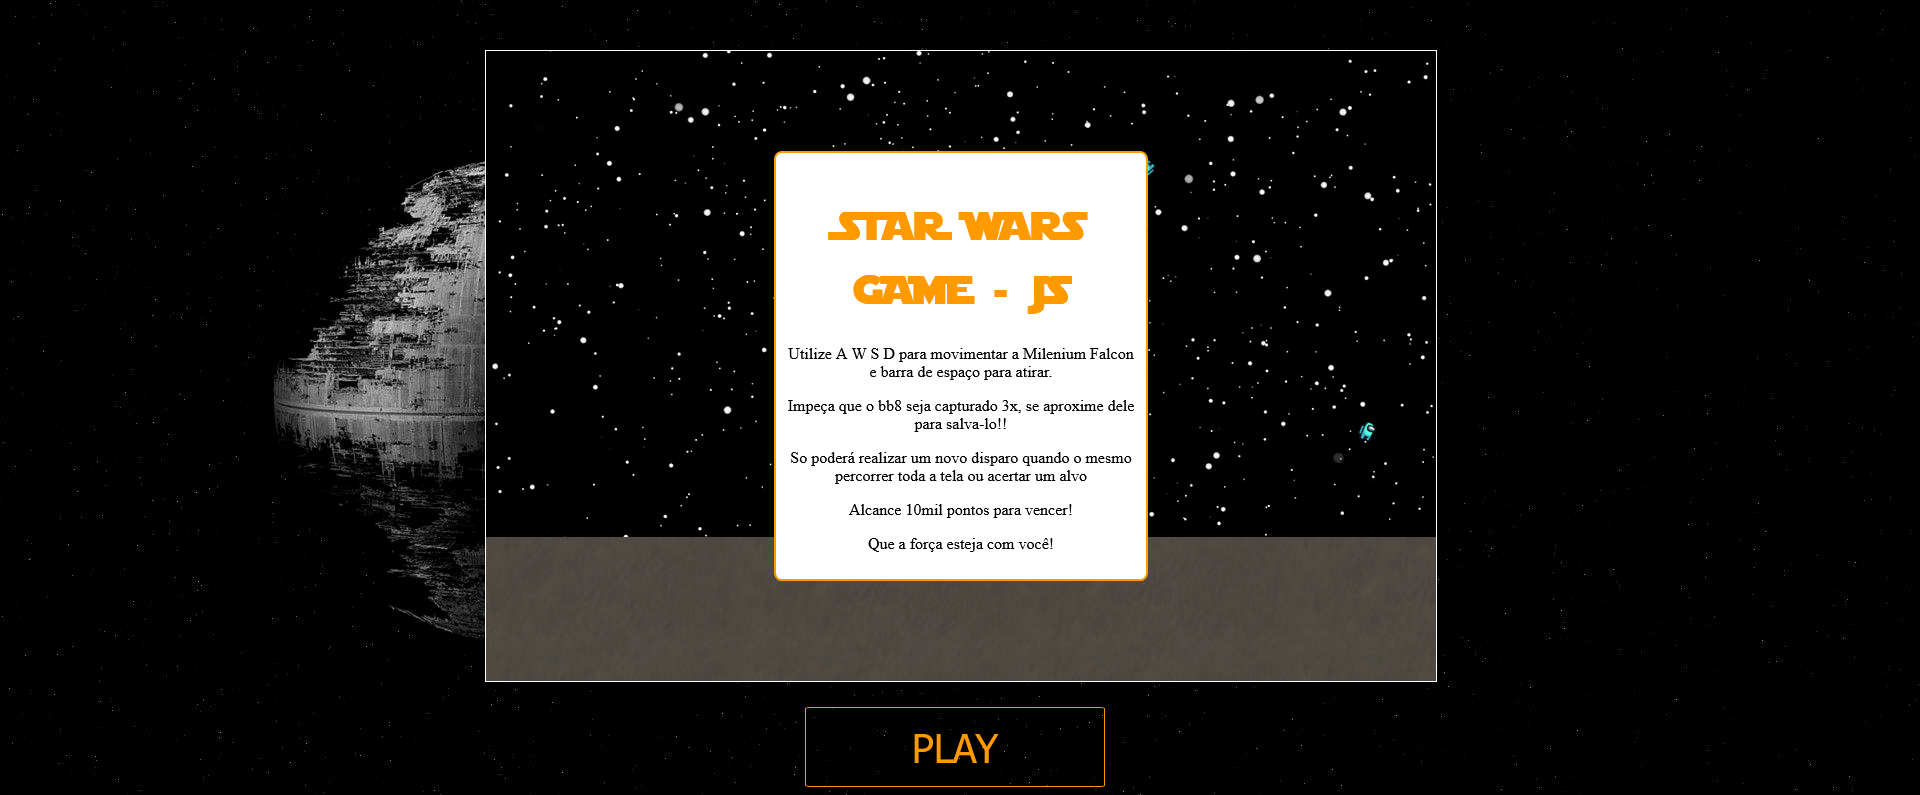 STAR WARS
GAME - JS
Utilize A W S D para movimentar a Milenium Falcon
e barra de espaço para atirar.
Impeça que o bb8 seja capturado 3x, se aproxime dele
para salva-lo!!
So poderá realizar um novo disparo quando o mesmo
percorrer toda a tela ou acertar um alvo
Alcance 10mil pontos para vencer!
Que a força esteja com você!
PLAY